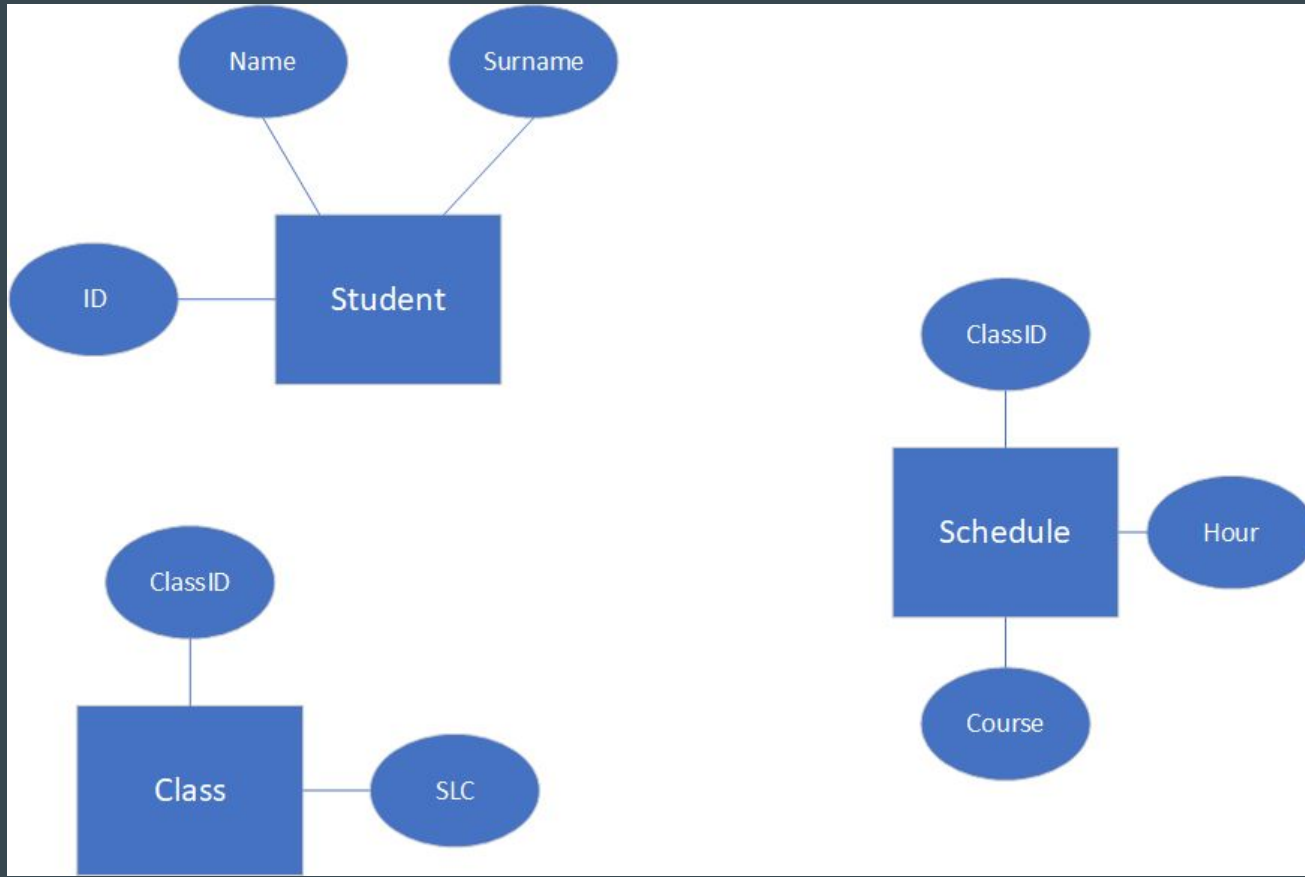 Name
Surname
ID
Student
ClassID
Schedule
Hour
Course
ClassID
Class
SLC